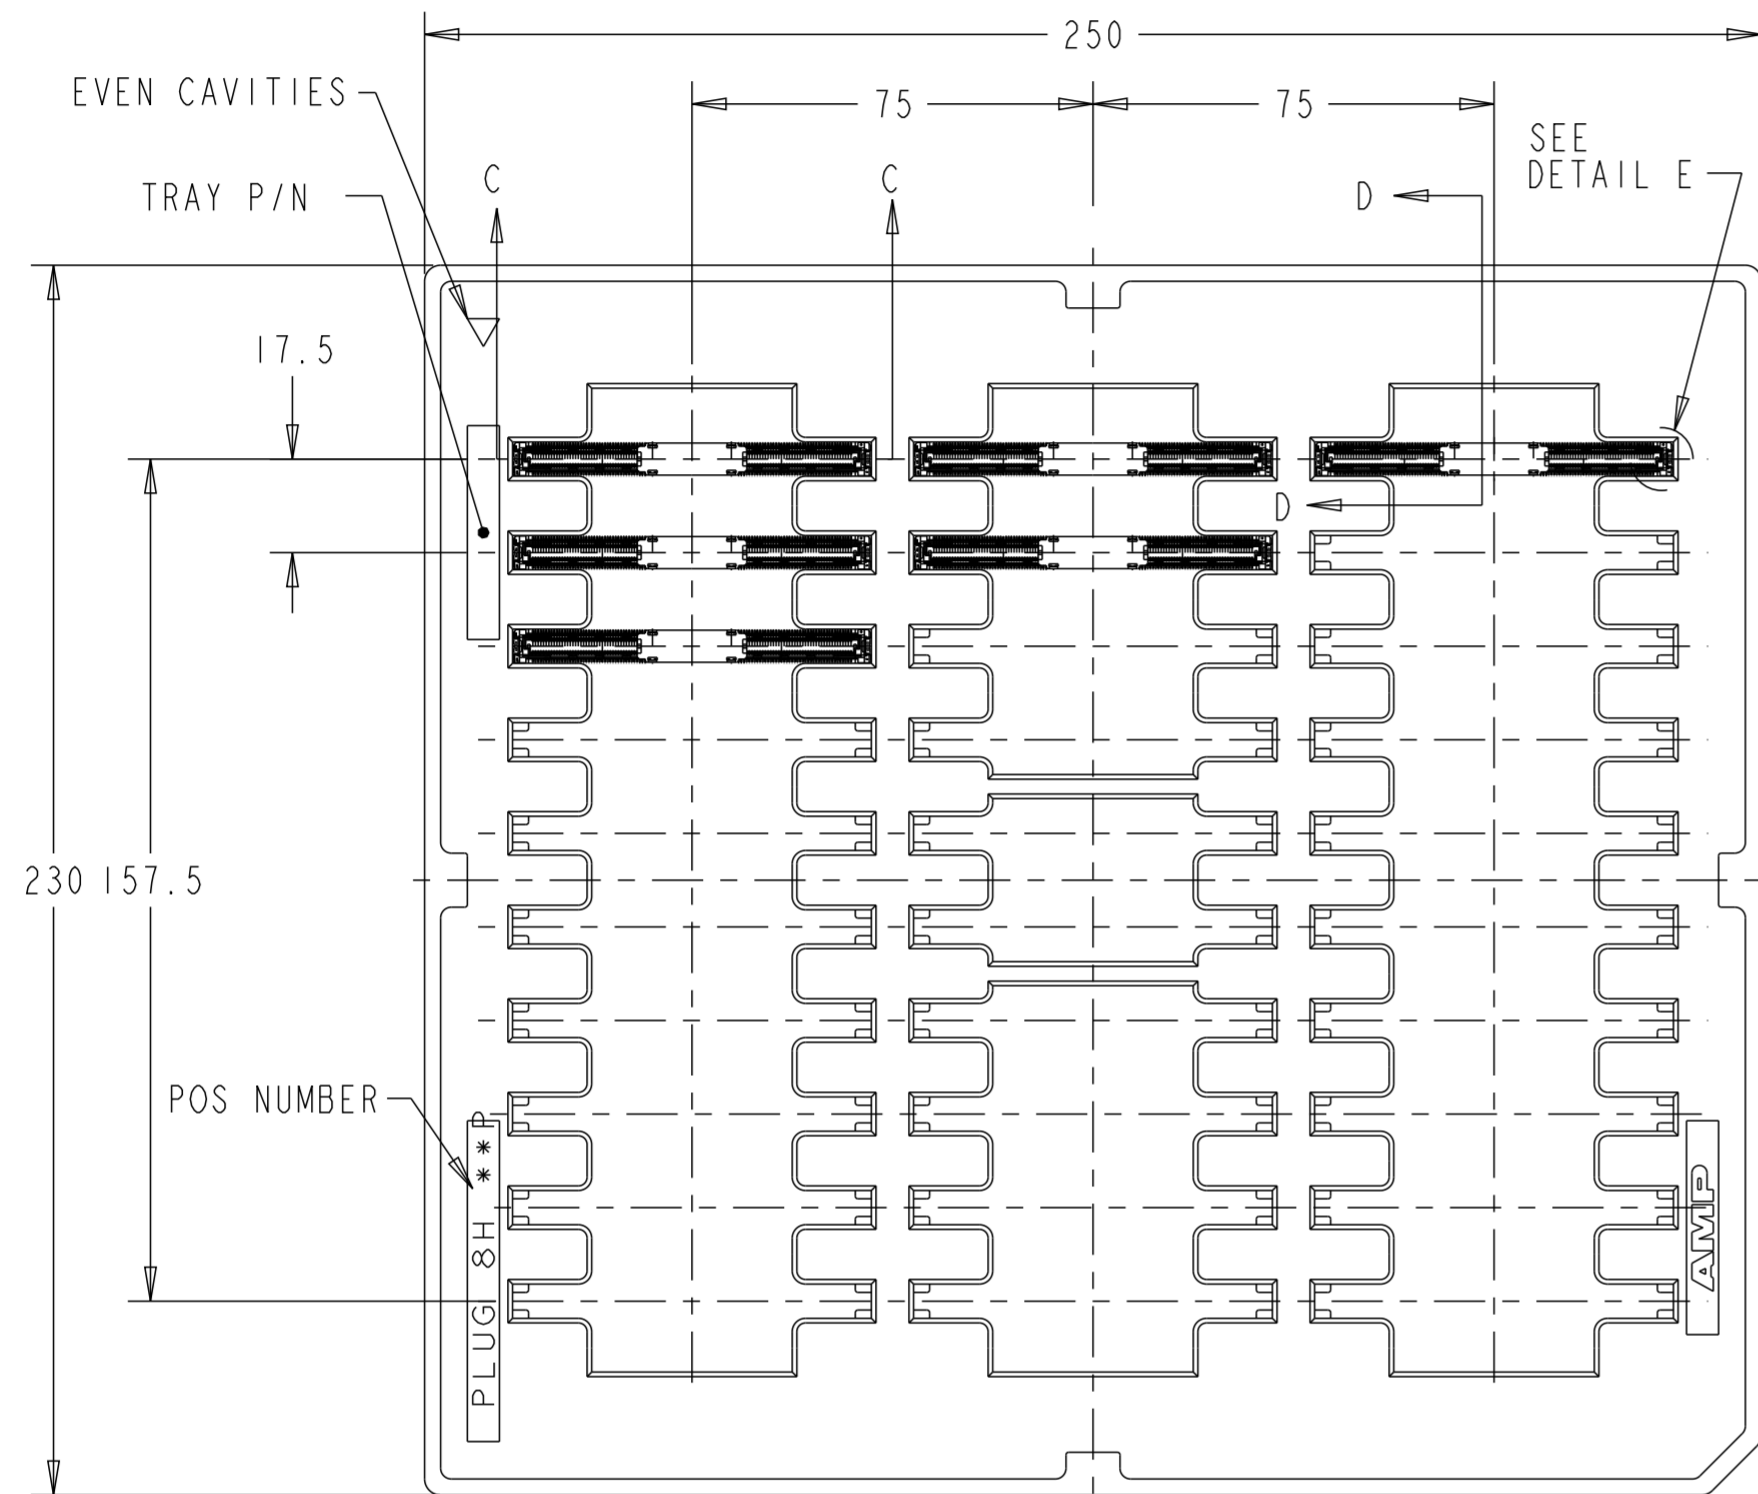 250
EVEN CAVITIES
75
75
SEE
DETAIL E
C
C
D
TRAY P/N
17.5
D
230
157.5
POS NUMBER
PLUG 8H **P
AMP